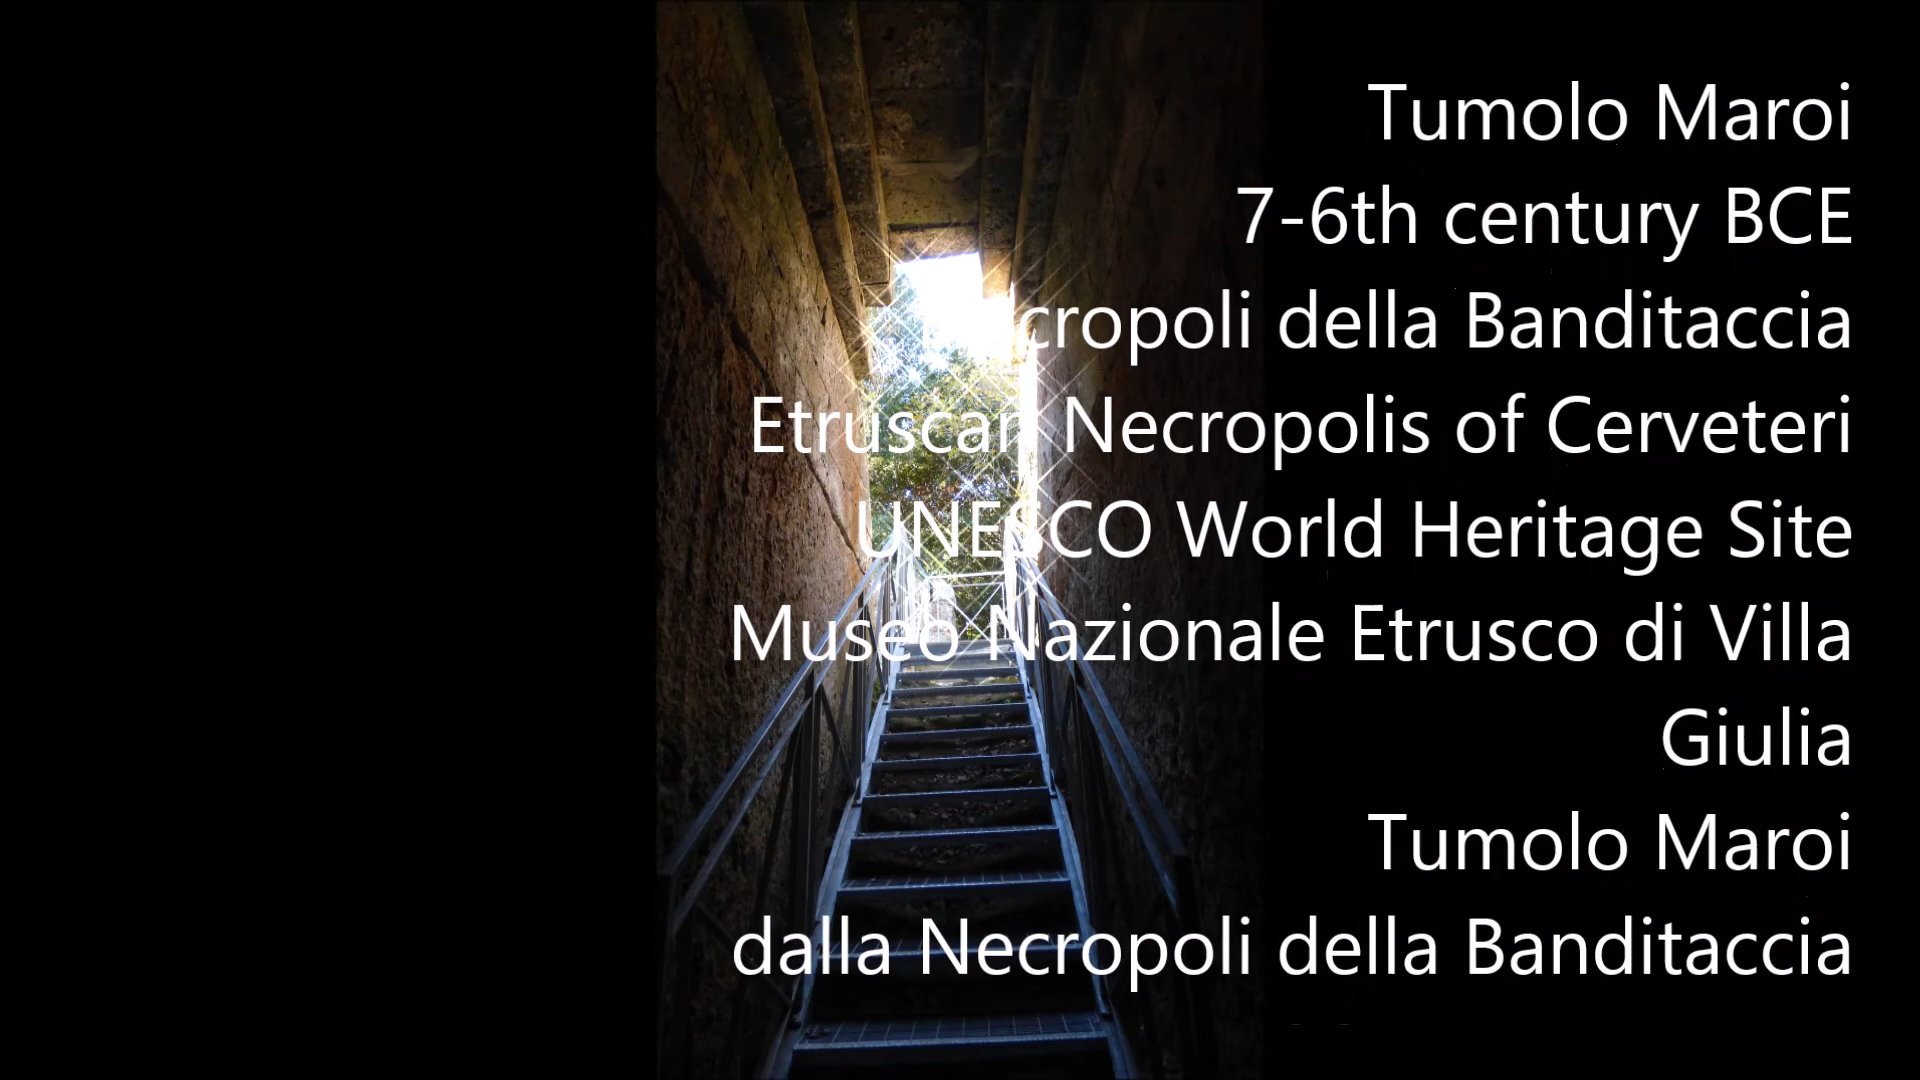 Tumolo Maroi
7-6th century BCE
Necropoli della Banditaccia
Etruscan Necropolis of Cerveteri
UNESCO World Heritage Site
Museo Nazionale Etrusco di Villa
Giulia
Tumolo Maroi
dalla Necropoli della Banditaccia